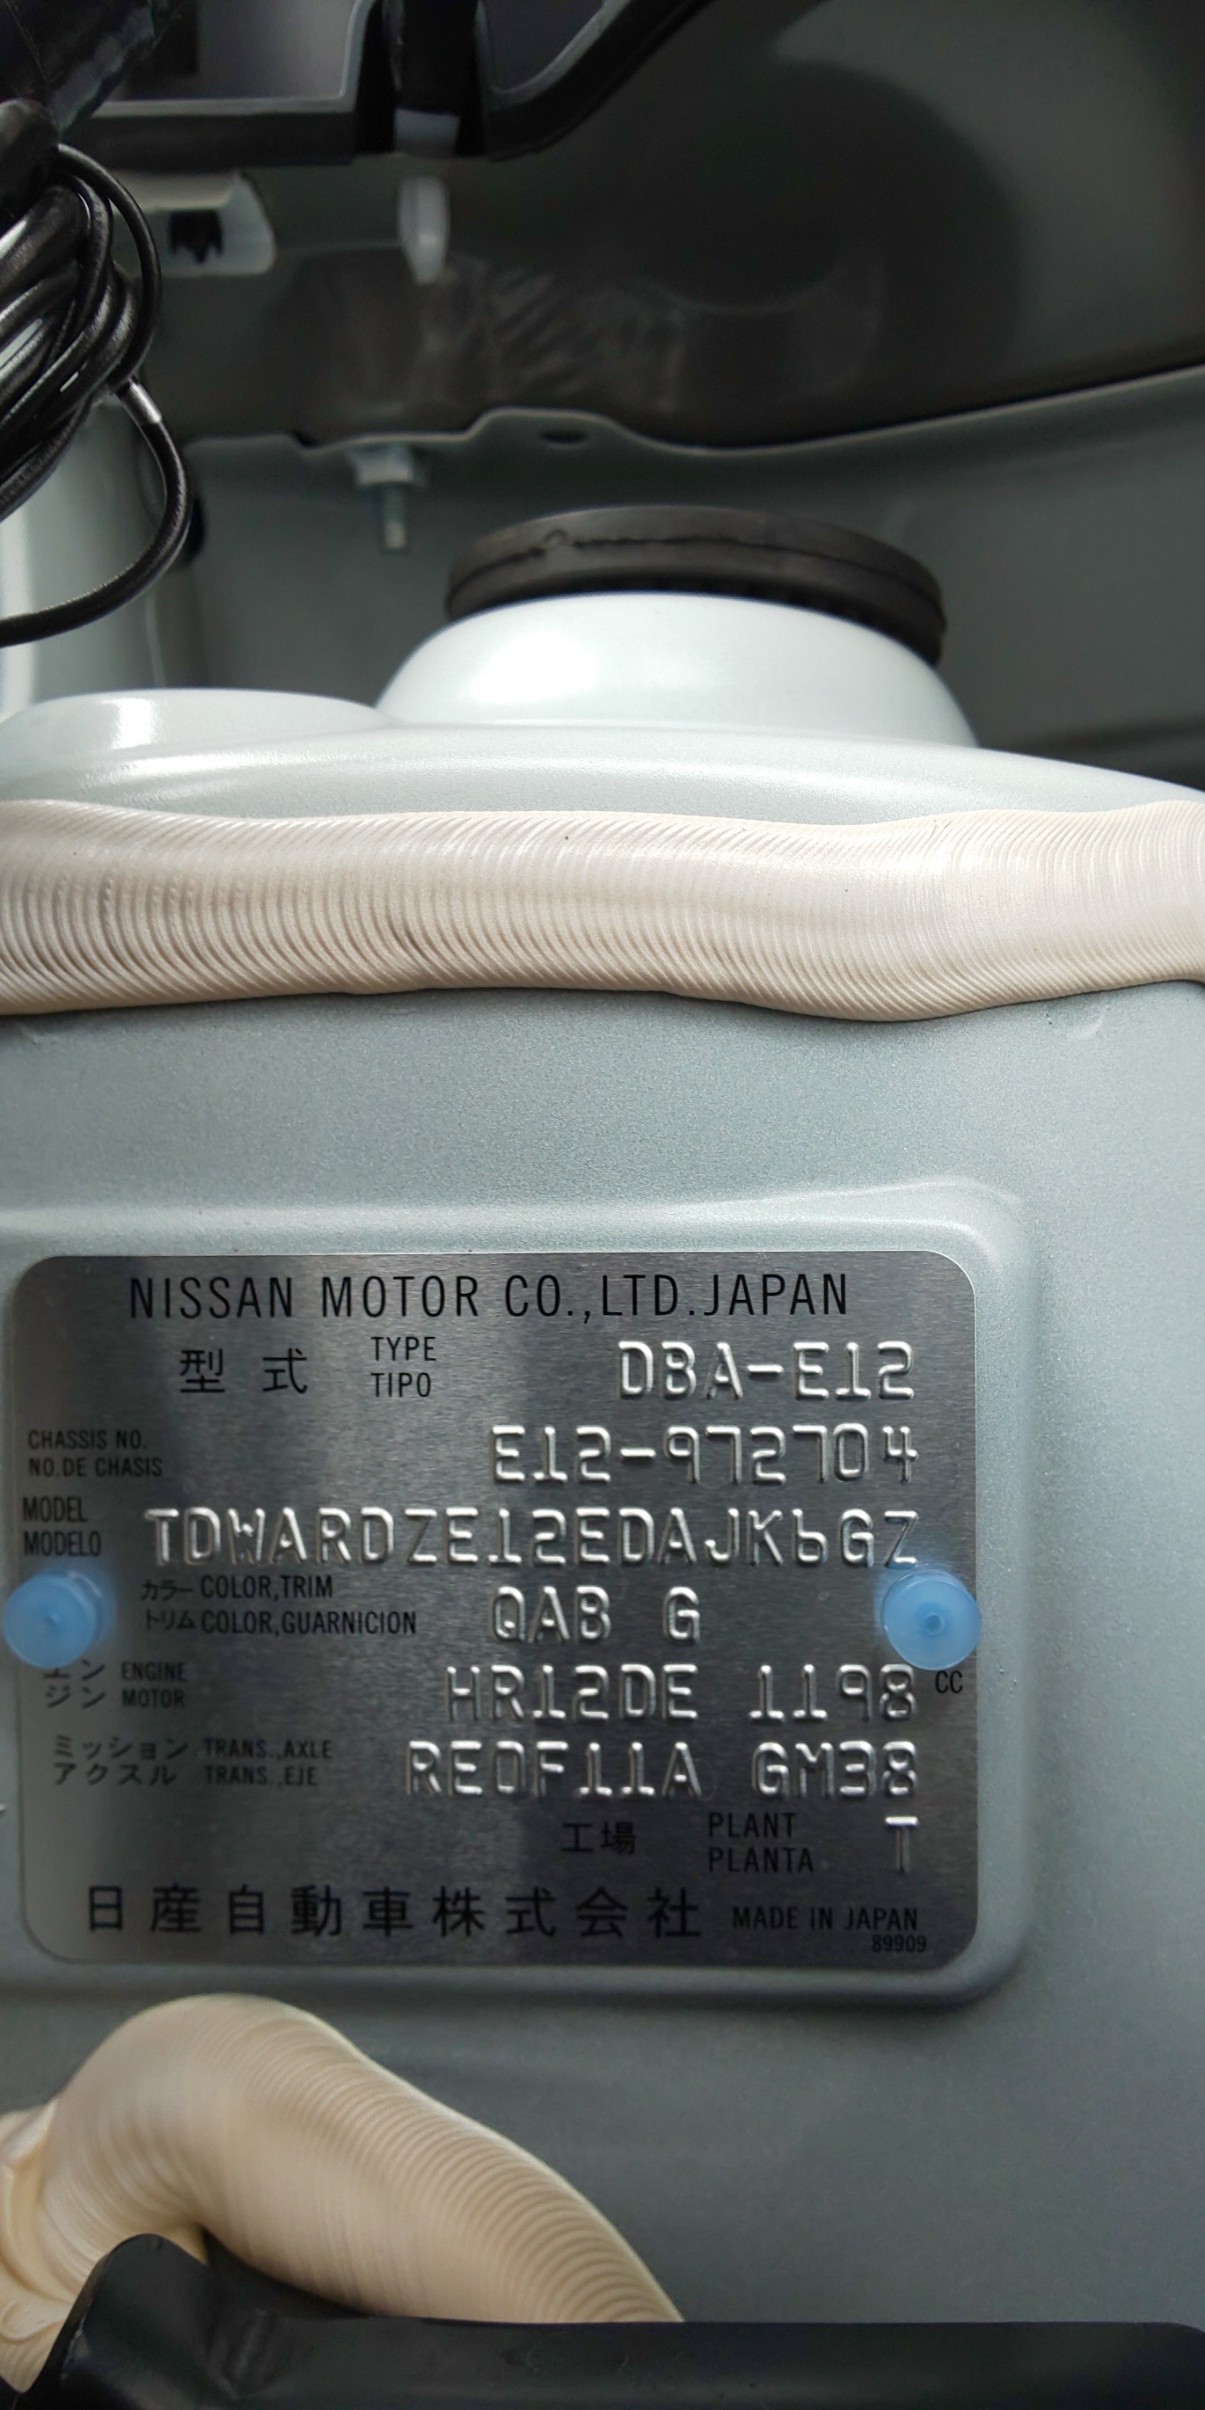 NISSAN MOTOR CO.,LTD.JAPAN
型式 TYPE TIPO DBA-E12
CHASSIS NO. NO.DE CHASIS E12-972704
MODEL MODELO TDWARDZE12EDAJK6GZ
カラー COLOR,TRIM
トリム COLOR,GUARNICION QAB G
エンジン ENGINE MOTOR HR12DE 1198 CC
ミッション TRANS.,AXLE
アクスル TRANS.,EJE RE0F11A GM38
工場 PLANT PLANTA T
日産自動車株式会社 MADE IN JAPAN
89909